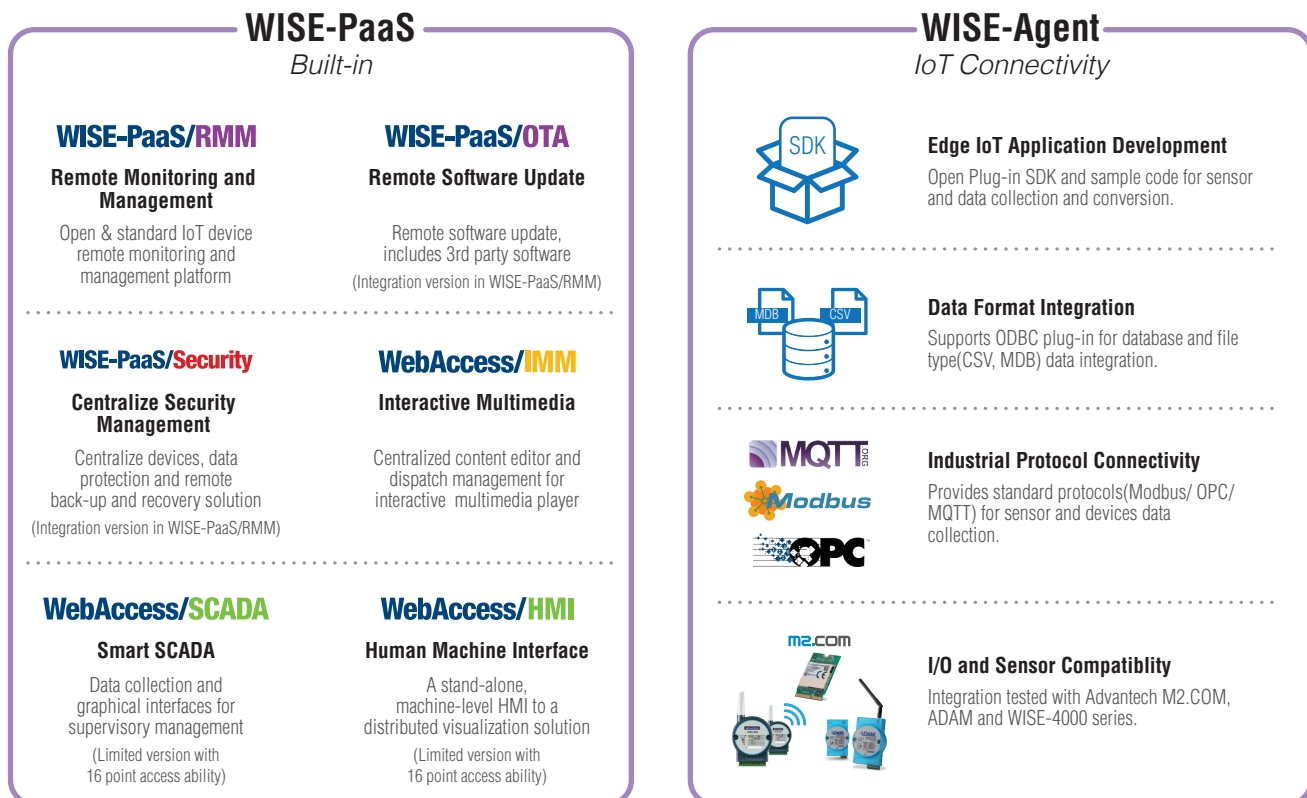 WISE-PaaS
Built-in
WISE-PaaS/RMM
Remote Monitoring and
Management
Open & standard IoT device
remote monitoring and
management platform
WISE-PaaS/OTA
Remote Software Update
Remote software update,
includes 3rd party software
(Integration version in WISE-PaaS/RMM)
WISE-PaaS/Security
Centralize Security
Management
Centralize devices, data
protection and remote
back-up and recovery solution
(Integration version in WISE-PaaS/RMM)
WebAccess/IMM
Interactive Multimedia
Centralized content editor and
dispatch management for
interactive multimedia player
WebAccess/SCADA
Smart SCADA
Data collection and
graphical interfaces for
supervisory management
(Limited version with
16 point access ability)
WebAccess/HMI
Human Machine Interface
A stand-alone,
machine-level HMI to a
distributed visualization solution
(Limited version with
16 point access ability)
WISE-Agent
IoT Connectivity
SDK
Edge IoT Application Development
Open Plug-in SDK and sample code for sensor
and data collection and conversion.
MDB
CSV
Data Format Integration
Supports ODBC plug-in for database and file
type(CSV, MDB) data integration.
MQTT.ORG
Modbus
OPC
Industrial Protocol Connectivity
Provides standard protocols(Modbus/ OPC/
MQTT) for sensor and devices data
collection.
m2.com
ADAM
I/O and Sensor Compatiblity
Integration tested with Advantech M2.COM,
ADAM and WISE-4000 series.